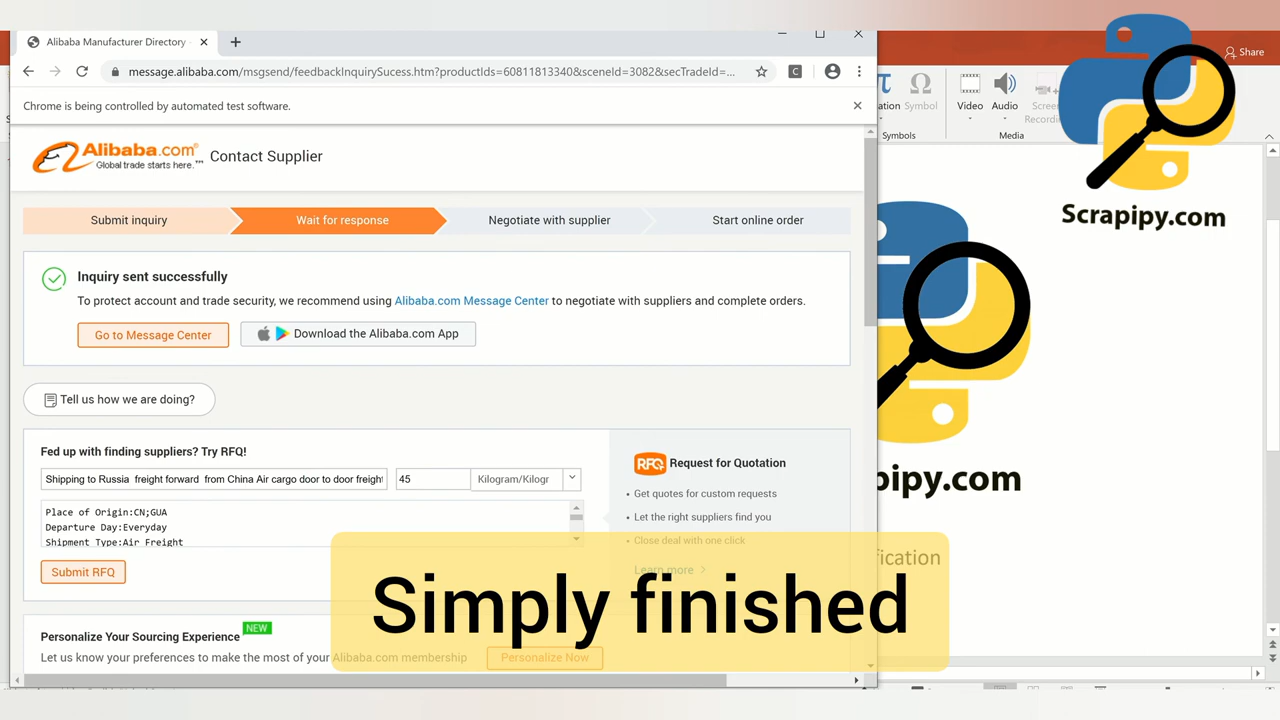 Alibaba Manufacturer Directory
message.alibaba.com/msgsend/feedbackInquirySucess.htm?productIds=60811813340&sceneId=3082&secTradeId=...
Chrome is being controlled by automated test software.
Alibaba.com
Global trade starts here.™
Contact Supplier
Submit inquiry
Wait for response
Negotiate with supplier
Start online order
Inquiry sent successfully
To protect account and trade security, we recommend using Alibaba.com Message Center to negotiate with suppliers and complete orders.
Go to Message Center
Download the Alibaba.com App
Tell us how we are doing?
Fed up with finding suppliers? Try RFQ!
Shipping to Russia freight forward from China Air cargo door to door freight
45
Kilogram/Kilogr
Place of Origin:CN;GUA
Departure Day:Everyday
Shipment Type:Air Freight
Submit RFQ
RFQ
Request for Quotation
• Get quotes for custom requests
• Let the right suppliers find you
• Close deal with one click
Learn more >
Personalize Your Sourcing Experience
NEW
Let us know your preferences to make the most of your Alibaba.com membership
Personalize Now
Simply finished
Share
ation
Symbol
Video
Audio
Screen
Recording
Symbols
Media
Scrapipy.com
pipy.com
ication